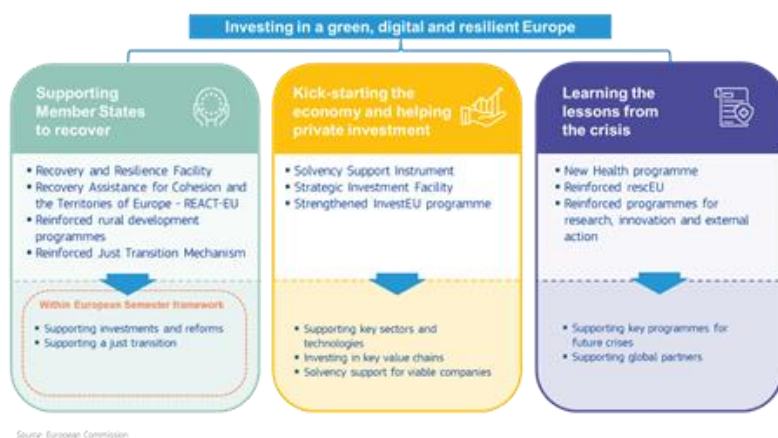 Investing in a green, digital and resilient Europe
Supporting
Member States
to recover
▪ Recovery and Resilience Facility
▪ Recovery Assistance for Cohesion and
the Territories of Europe - REACT-EU
▪ Reinforced rural development
programmes
▪ Reinforced Just Transition Mechanism
Within European Semester framework
▪ Supporting investments and reforms
▪ Supporting a just transition
Kick-starting the
economy and helping
private investment
▪ Solvency Support Instrument
▪ Strategic Investment Facility
▪ Strengthened InvestEU programme
▪ Supporting key sectors and
technologies
▪ Investing in key value chains
▪ Solvency support for viable companies
Learning the
lessons from
the crisis
▪ New Health programme
▪ Reinforced rescEU
▪ Reinforced programmes for
research, innovation and external
action
▪ Supporting key programmes for
future crises
▪ Supporting global partners
Source: European Commission